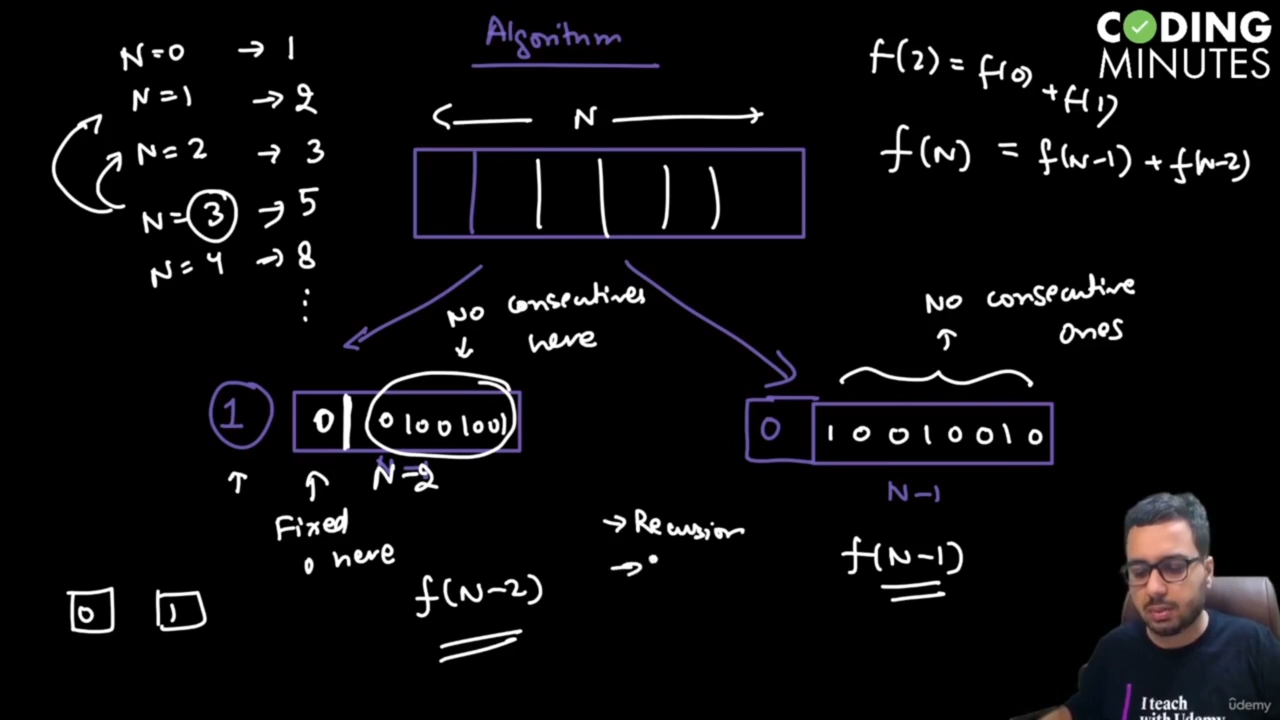 Algorithm
CODING
MINUTES
N=0 → 1
N=1 → 2
N=2 → 3
N=3 → 5
N=4 → 8
⋮
← N →
f(2) = f(0) + f(1)
f(N) = f(N-1) + f(N-2)
No consecutives
here
No consecutive
ones
1 0 01001001
N-2
0 10010010
N-1
↑ ↑
Fixed
0 here
f(N-2)
→ Recursion
→
f(N-1)
0 1
I teach
with Udemy
udemy